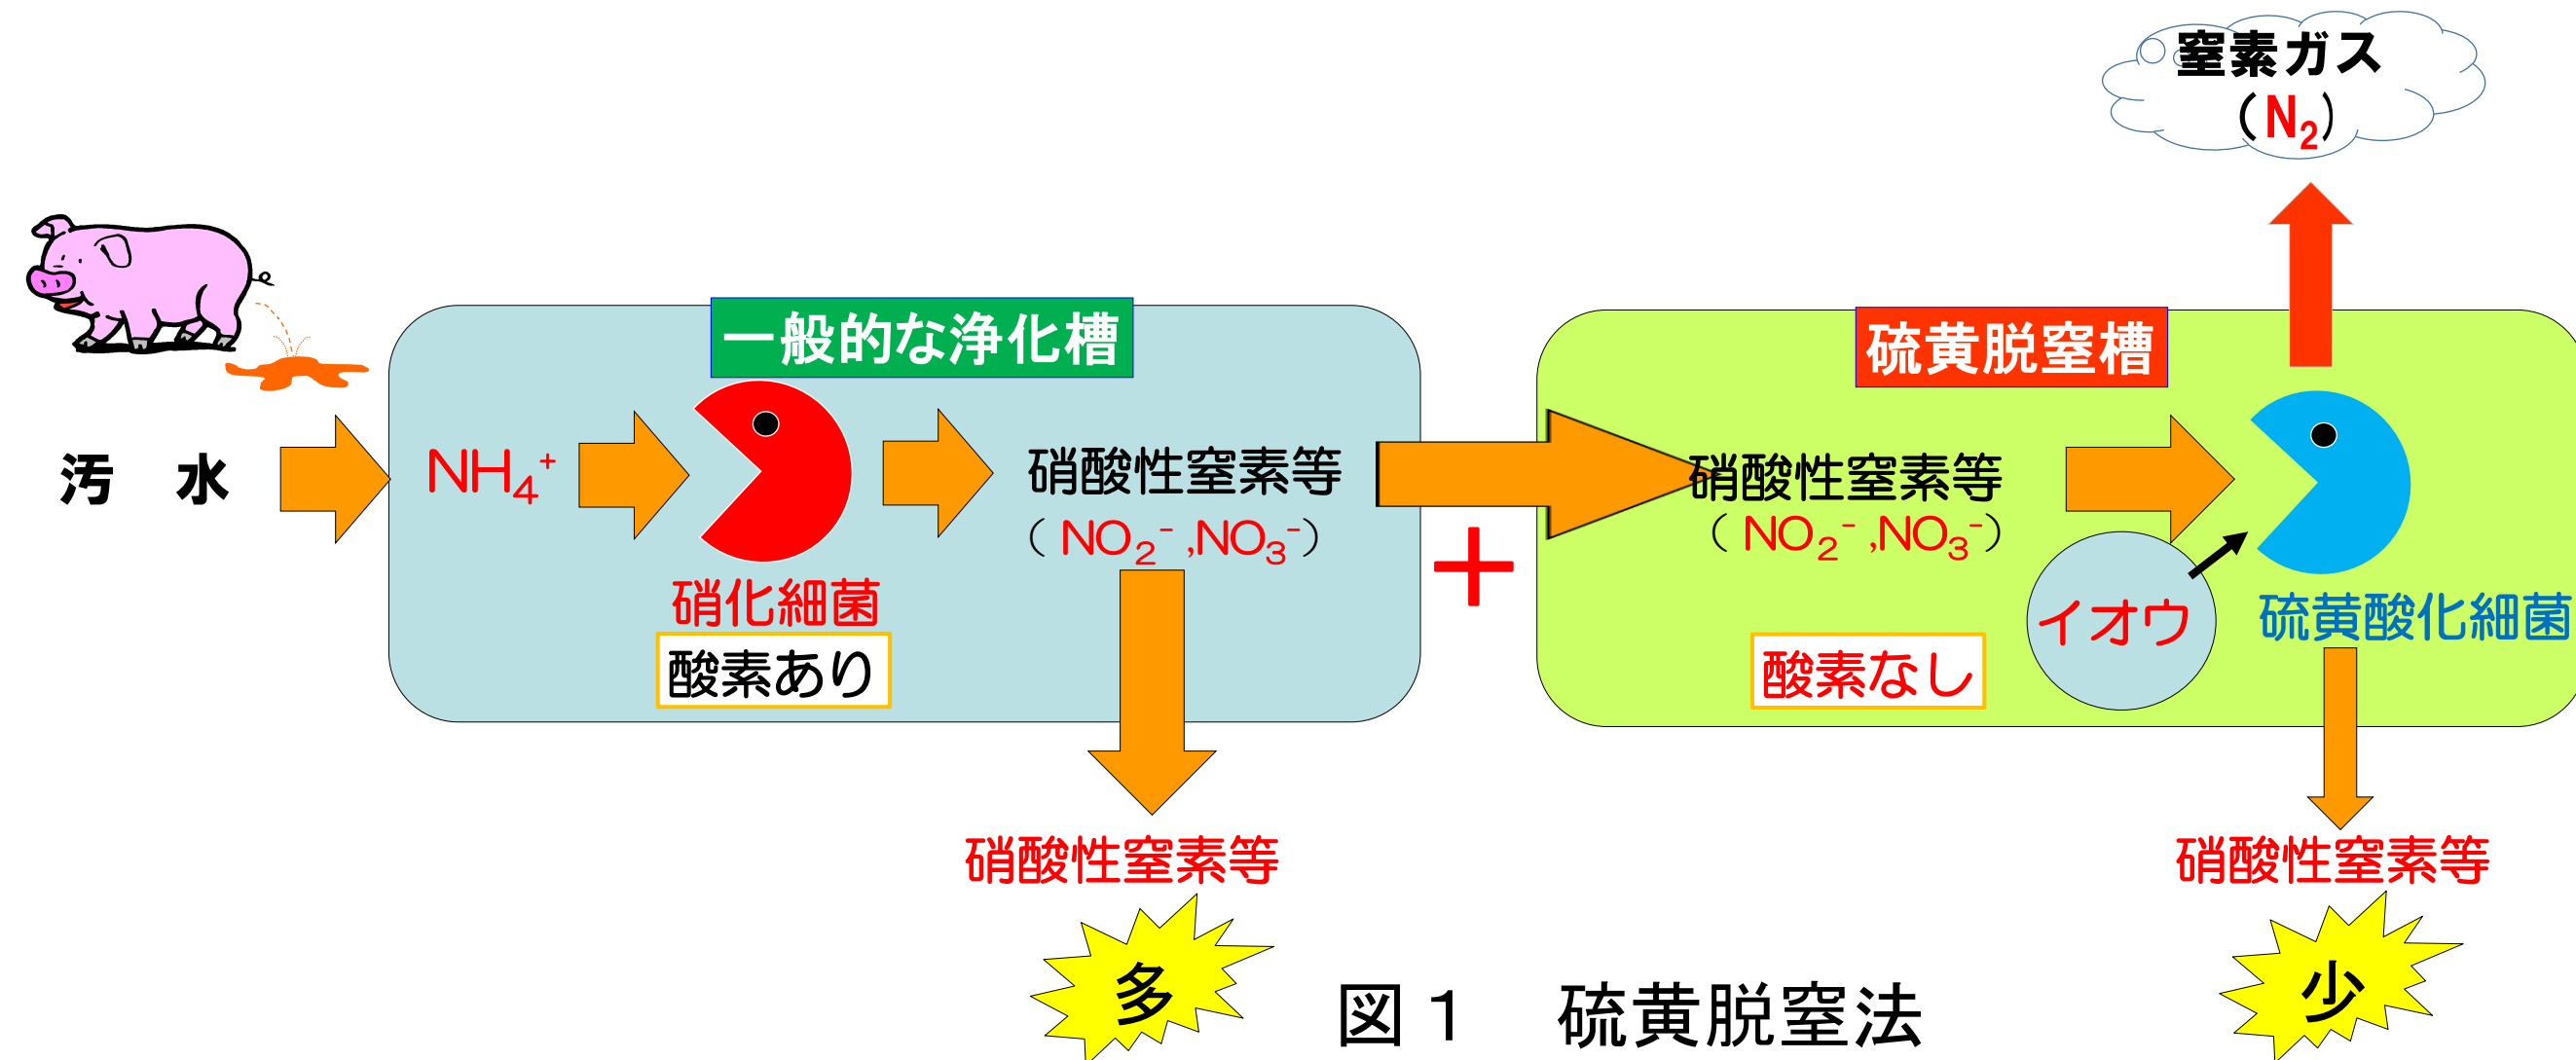 窒素ガス
（N₂）
一般的な浄化槽
硫黄脱窒槽
汚　水
NH₄⁺
硝酸性窒素等
（NO₂⁻,NO₃⁻）
硝化細菌
酸素あり
硝酸性窒素等
（NO₂⁻,NO₃⁻）
＋
イオウ
硫黄酸化細菌
酸素なし
硝酸性窒素等
多
硝酸性窒素等
少
図１　硫黄脱窒法